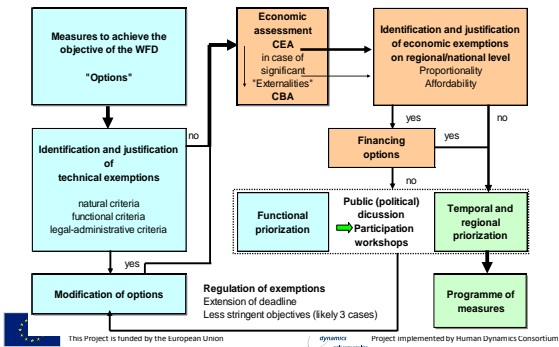 Measures to achieve the
objective of the WFD
"Options"
Economic
assessment
CEA
in case of
significant
"Externalities"
CBA
Identification and justification
of economic exemptions
on regional/national level
Proportionality
Affordability
no
yes
no
Identification and justification
of
technical exemptions
natural criteria
functional criteria
legal-administrative criteria
Financing
options
yes
no
Functional
priorization
Public (political)
dicussion
Participation
workshops
Temporal and
regional
priorization
yes
Modification of options
Regulation of exemptions
Extension of deadline
Less stringent objectives (likely 3 cases)
Programme of
measures
This Project is funded by the European Union
dynamics
Project implemented by Human Dynamics Consortium